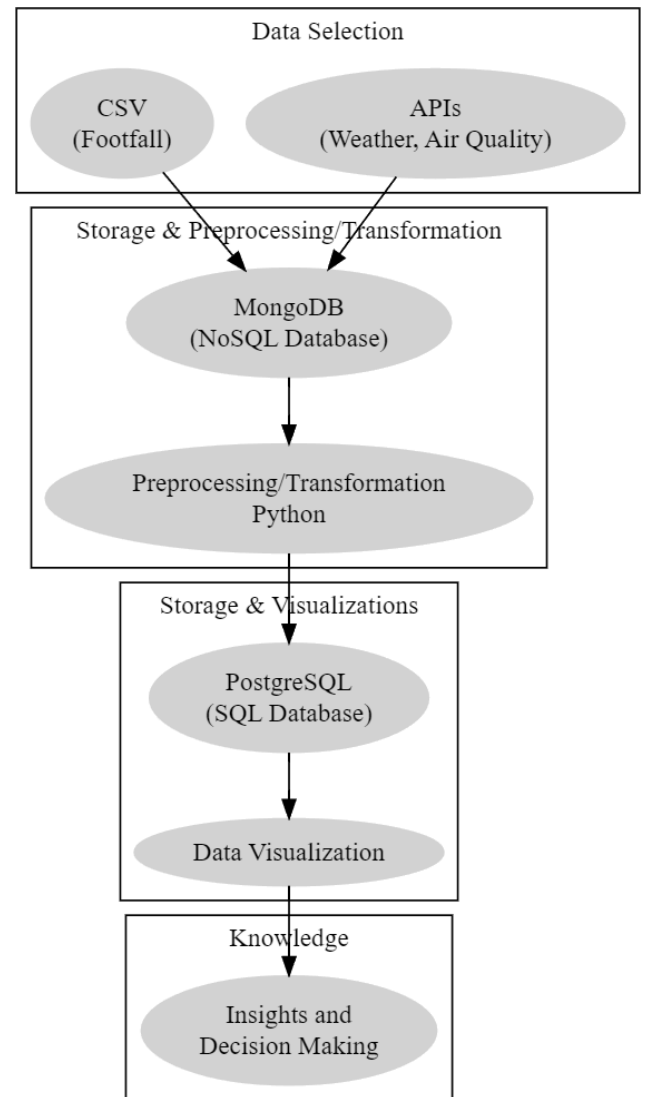 Data Selection
CSV
(Footfall)
APIs
(Weather, Air Quality)
Storage & Preprocessing/Transformation
MongoDB
(NoSQL Database)
Preprocessing/Transformation
Python
Storage & Visualizations
PostgreSQL
(SQL Database)
Data Visualization
Knowledge
Insights and
Decision Making